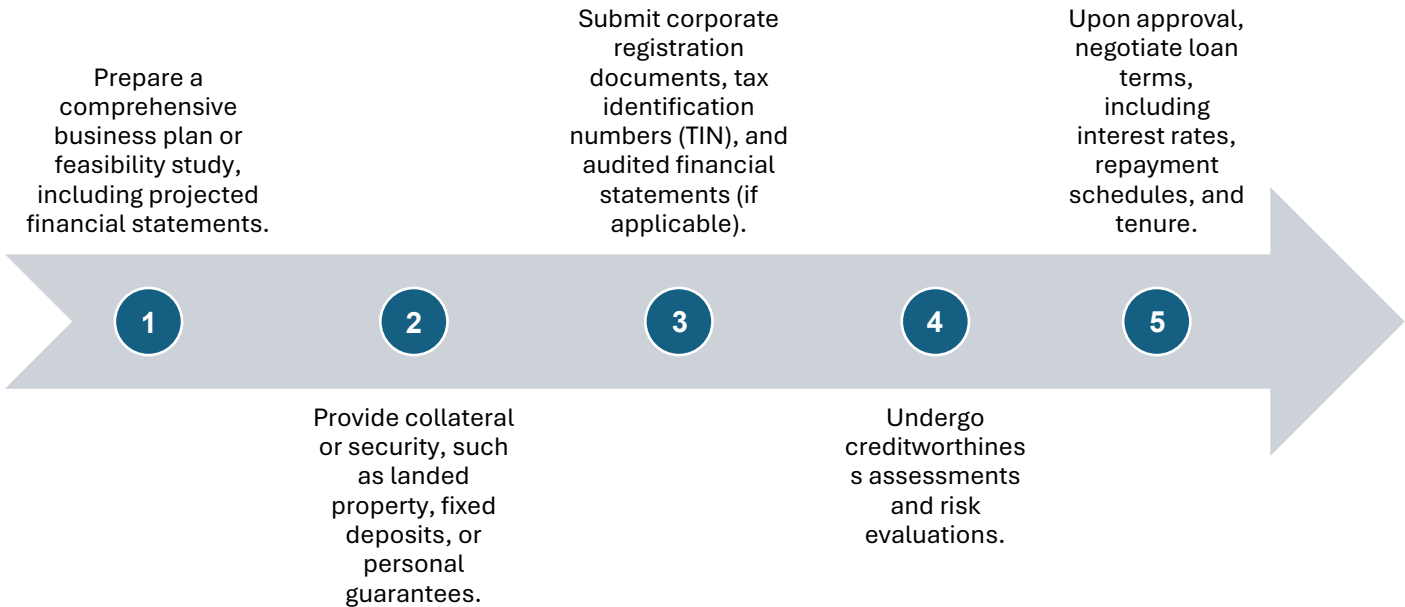 Prepare a
comprehensive
business plan or
feasibility study,
including projected
financial statements.
1
Provide collateral
or security, such
as landed
property, fixed
deposits, or
personal
guarantees.
2
Submit corporate
registration
documents, tax
identification
numbers (TIN), and
audited financial
statements (if
applicable).
3
Undergo
creditworthines
s assessments
and risk
evaluations.
4
Upon approval,
negotiate loan
terms,
including
interest rates,
repayment
schedules, and
tenure.
5